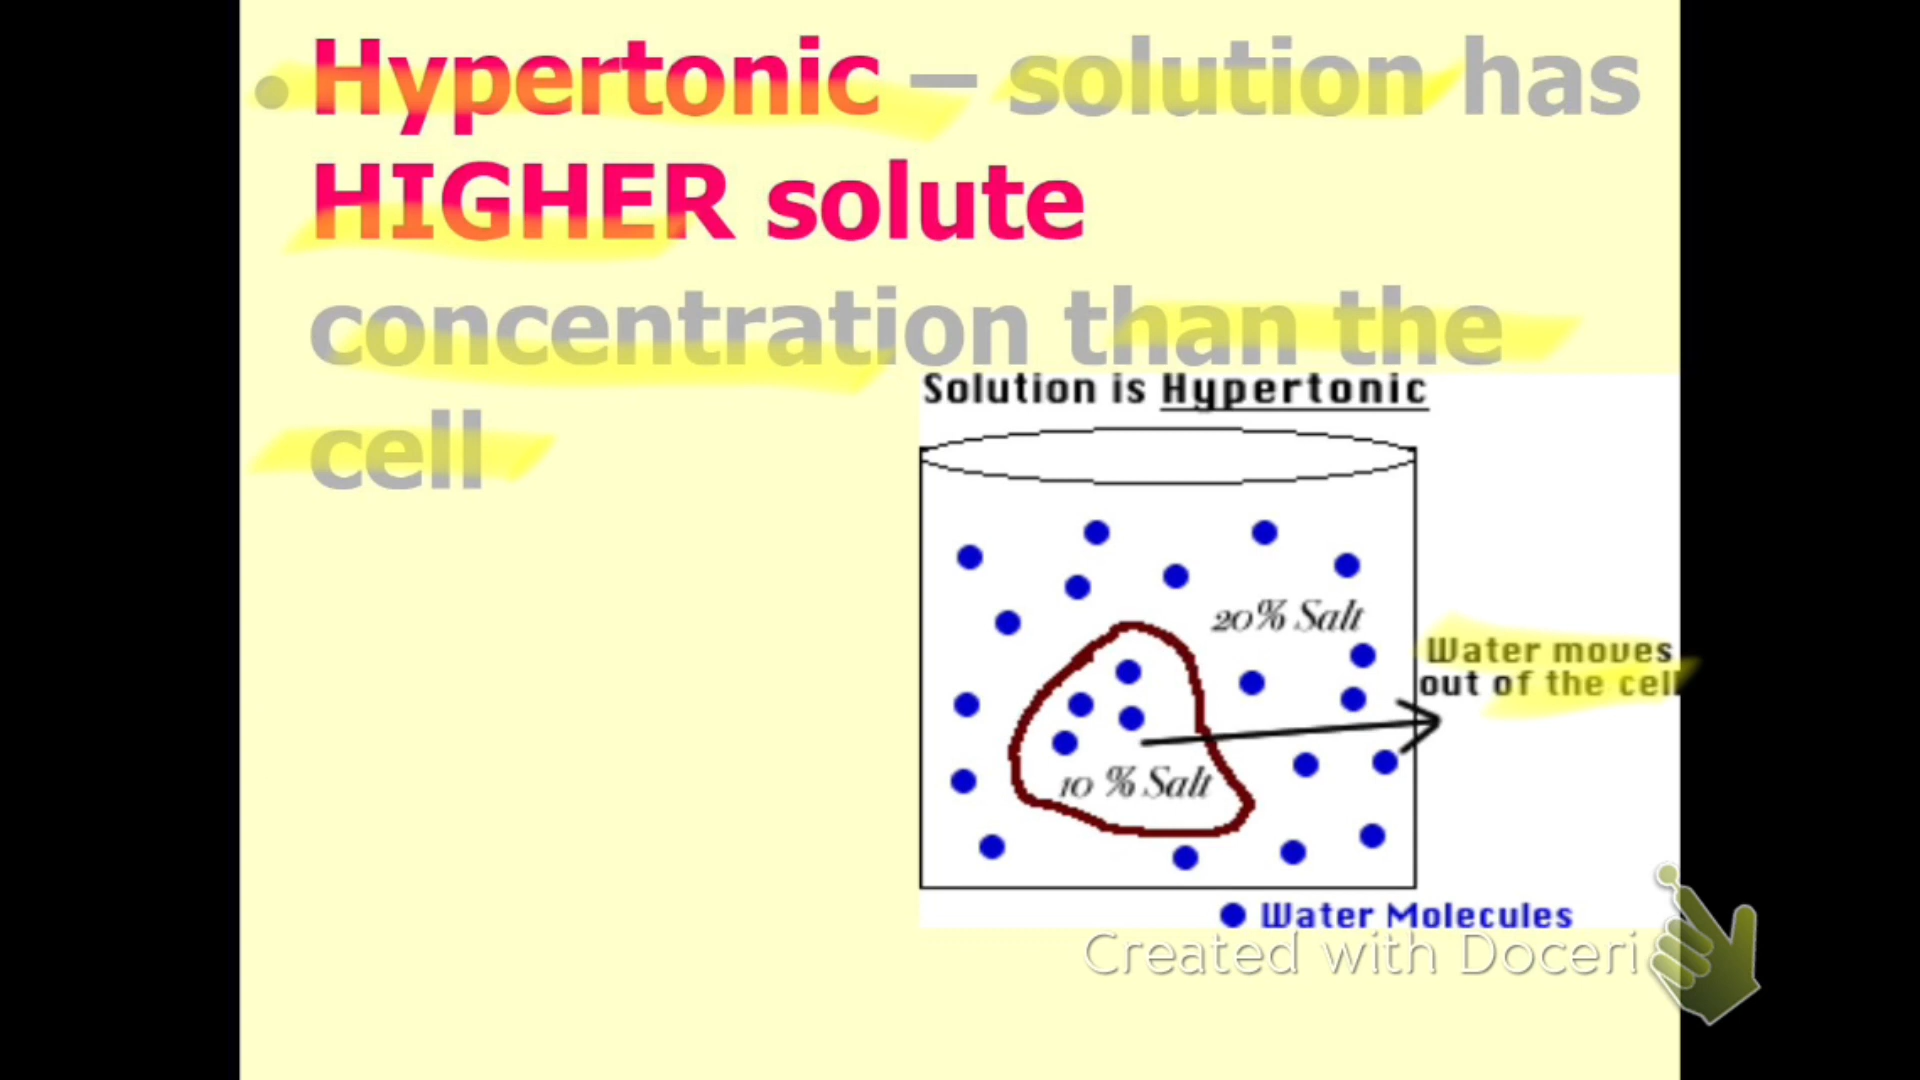 • Hypertonic – solution has
HIGHER solute
concentration than the
cell
Solution is Hypertonic
20% Salt
Water moves
out of the cell
10 % Salt
Water Molecules
Created with Doceri